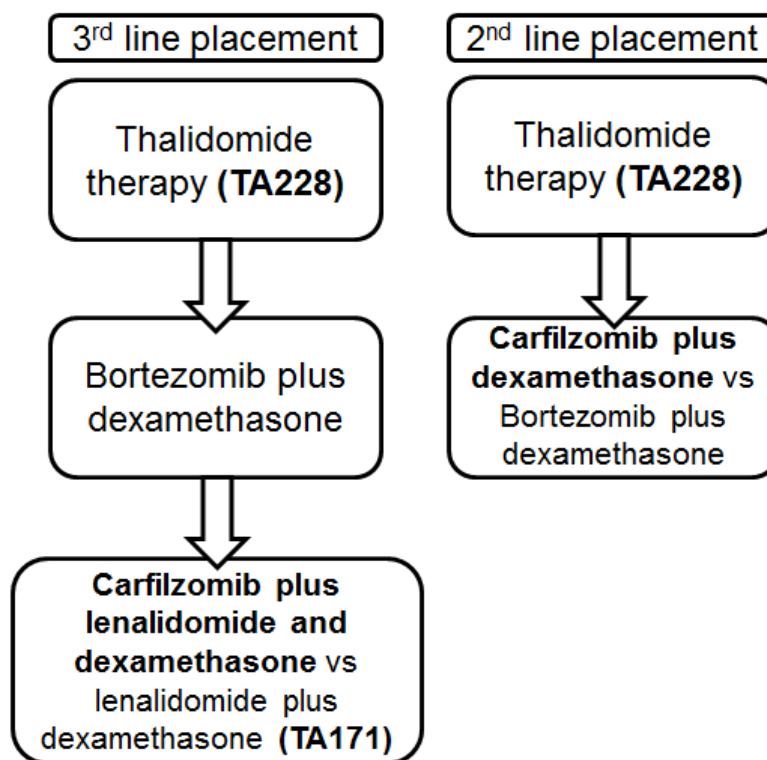 3rd line placement
Thalidomide
therapy (TA228)
Bortezomib plus
dexamethasone
Carfilzomib plus
lenalidomide and
dexamethasone vs
lenalidomide plus
dexamethasone (TA171)
2nd line placement
Thalidomide
therapy (TA228)
Carfilzomib plus
dexamethasone vs
Bortezomib plus
dexamethasone